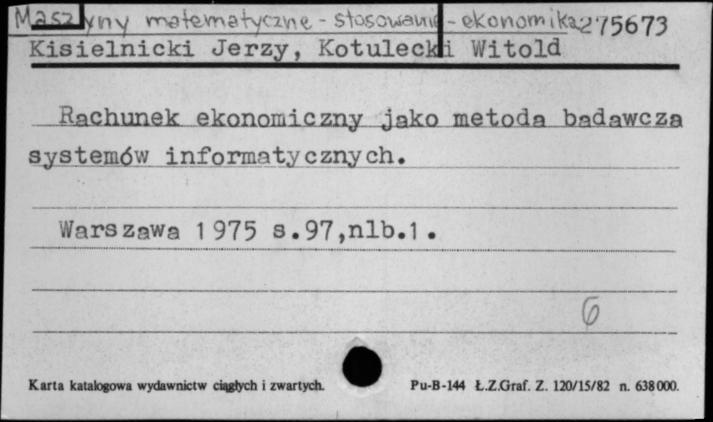 Maszyny matematyczne - stosowanie - ekonomika 275673
Kisielnicki Jerzy, Kotulecki Witold
Rachunek ekonomiczny jako metoda badawcza
systemów informatycznych.
Warszawa 1975 s.97,nlb.1.
6
Karta katalogowa wydawnictw ciągłych i zwartych. Pu-B-144 Ł.Z.Graf. Z. 120/15/82 n. 638000.